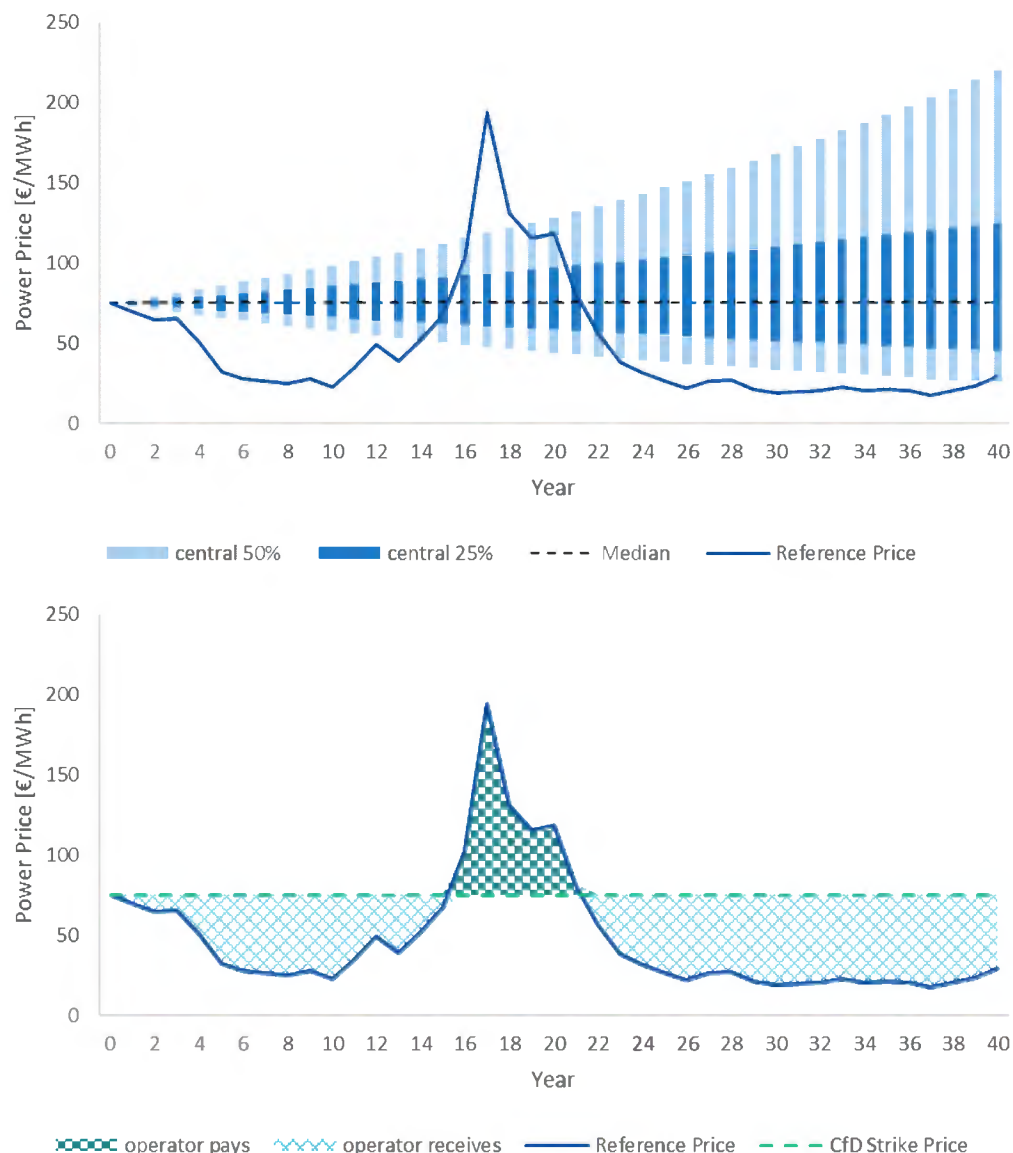 250
200
150
100
50
0
Power Price [€/MWh]
0 2 4 6 8 10 12 14 16 18 20 22 24 26 28 30 32 34 36 38 40
Year
central 50% central 25% Median Reference Price
250
200
150
100
50
0
Power Price [€/MWh]
0 2 4 6 8 10 12 14 16 18 20 22 24 26 28 30 32 34 36 38 40
Year
operator pays operator receives Reference Price CfD Strike Price